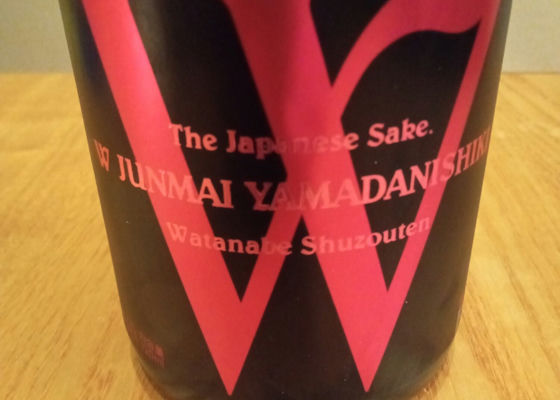 W
The Japanese Sake.
W JUNMAI YAMADANISHIKI
Watanabe Shuzouten